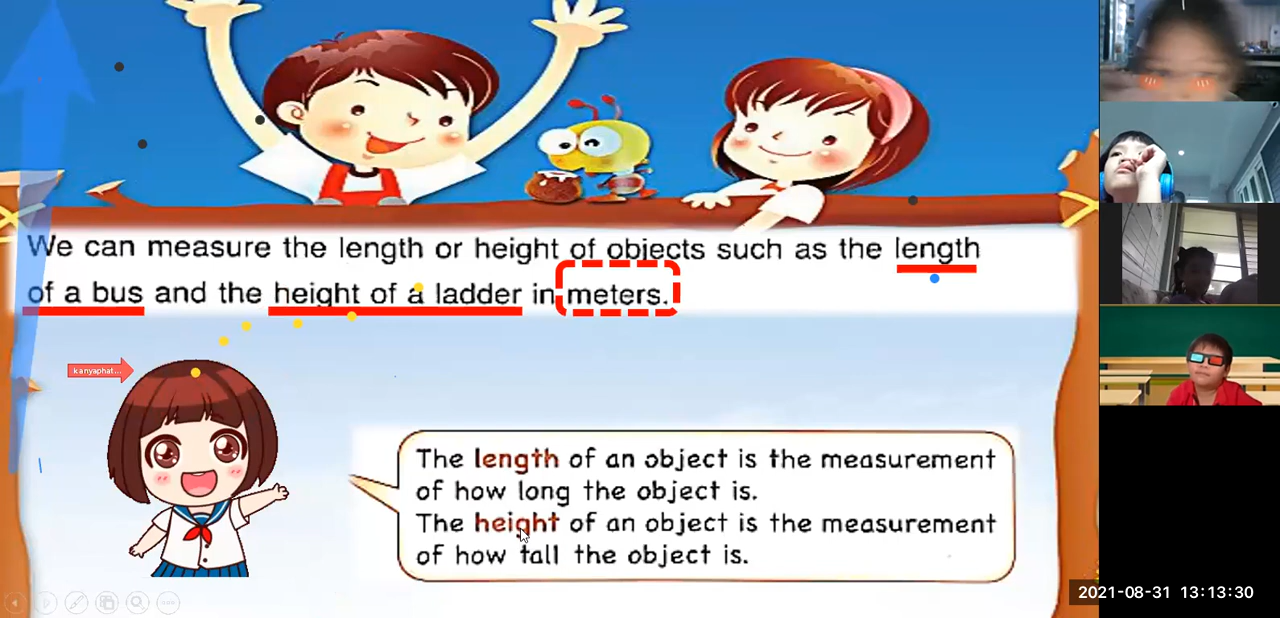 We can measure the length or height of objects such as the length
of a bus and the height of a ladder in meters.
kanyaphat...
The length of an object is the measurement
of how long the object is.
The height of an object is the measurement
of how tall the object is.
2021-08-31 13:13:30